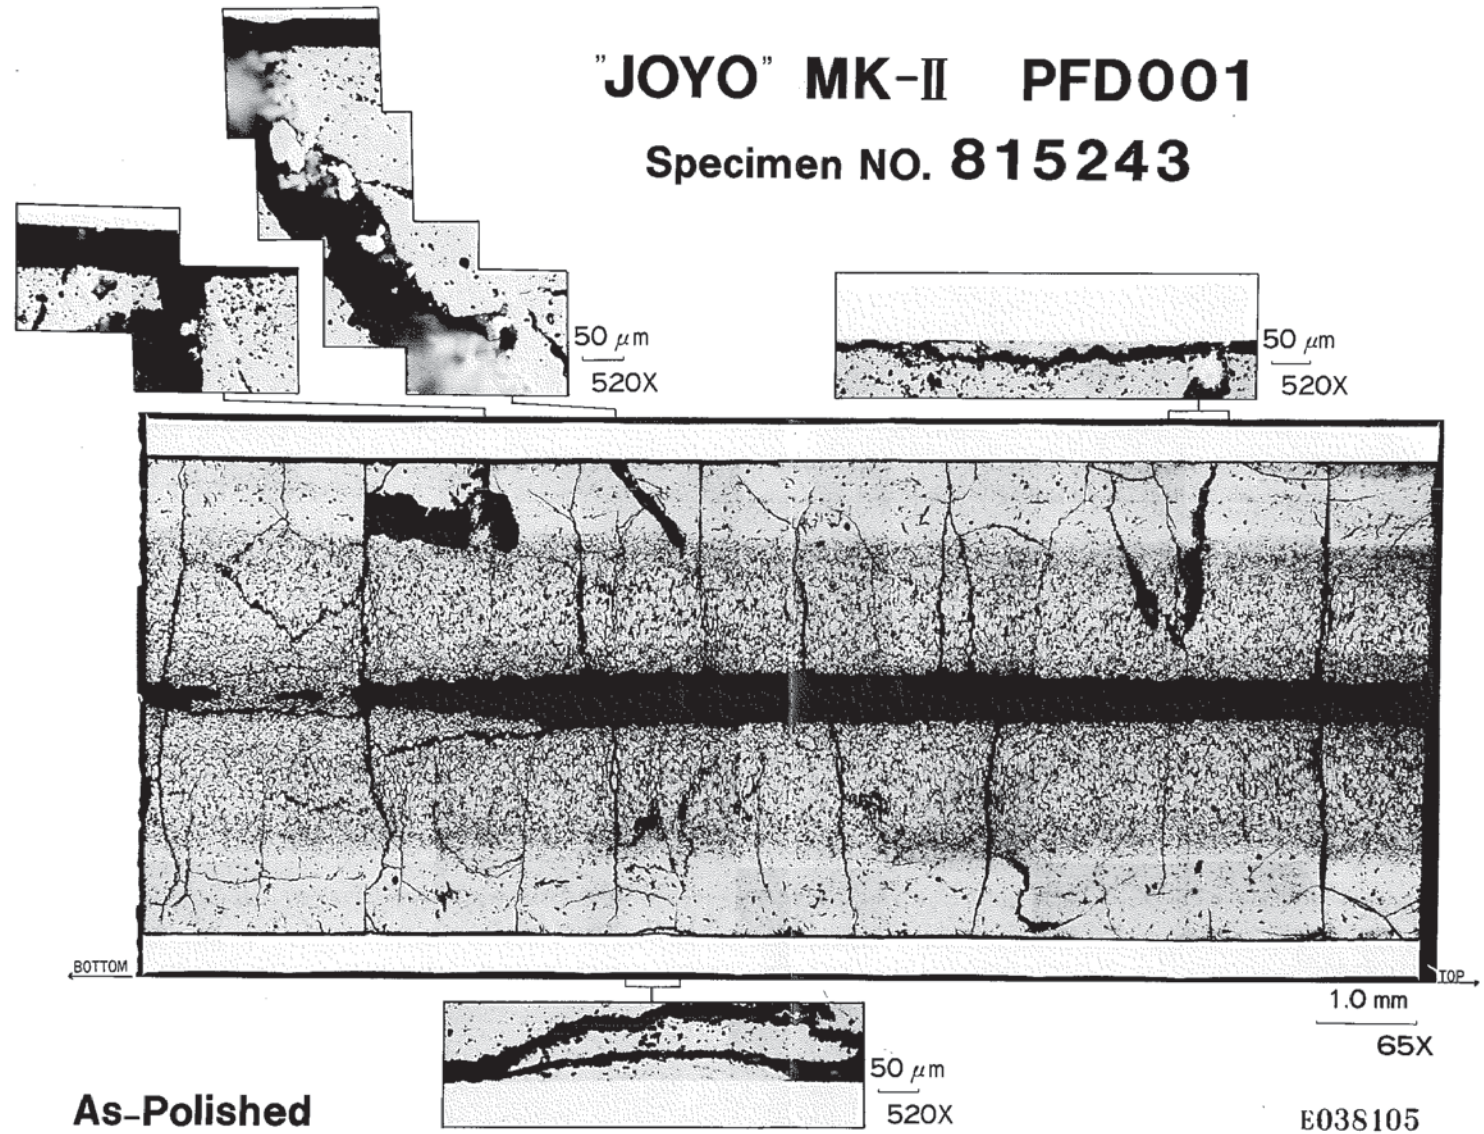 "JOYO" MK-II PFD001
Specimen NO. 815243
50 μm
520X
50 μm
520X
BOTTOM
TOP
1.0 mm
65X
50 μm
520X
As-Polished
E038105